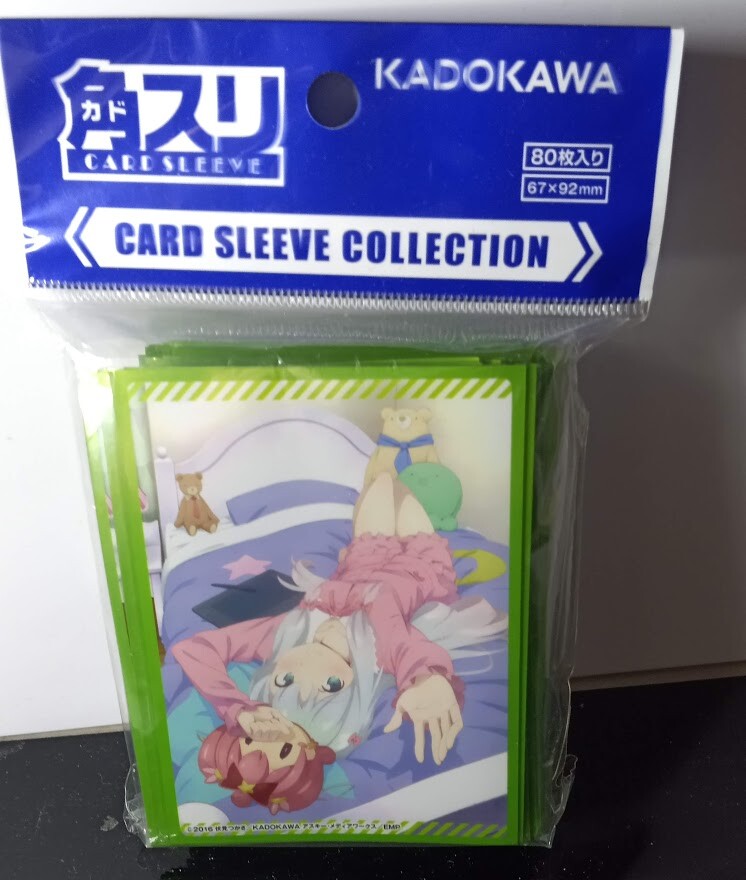 角スリ
カド
CARD SLEEVE
KADOKAWA
80枚入り
67×92mm
CARD SLEEVE COLLECTION
©2016 伏見つかさ KADOKAWA アスキー・メディアワークス EMP